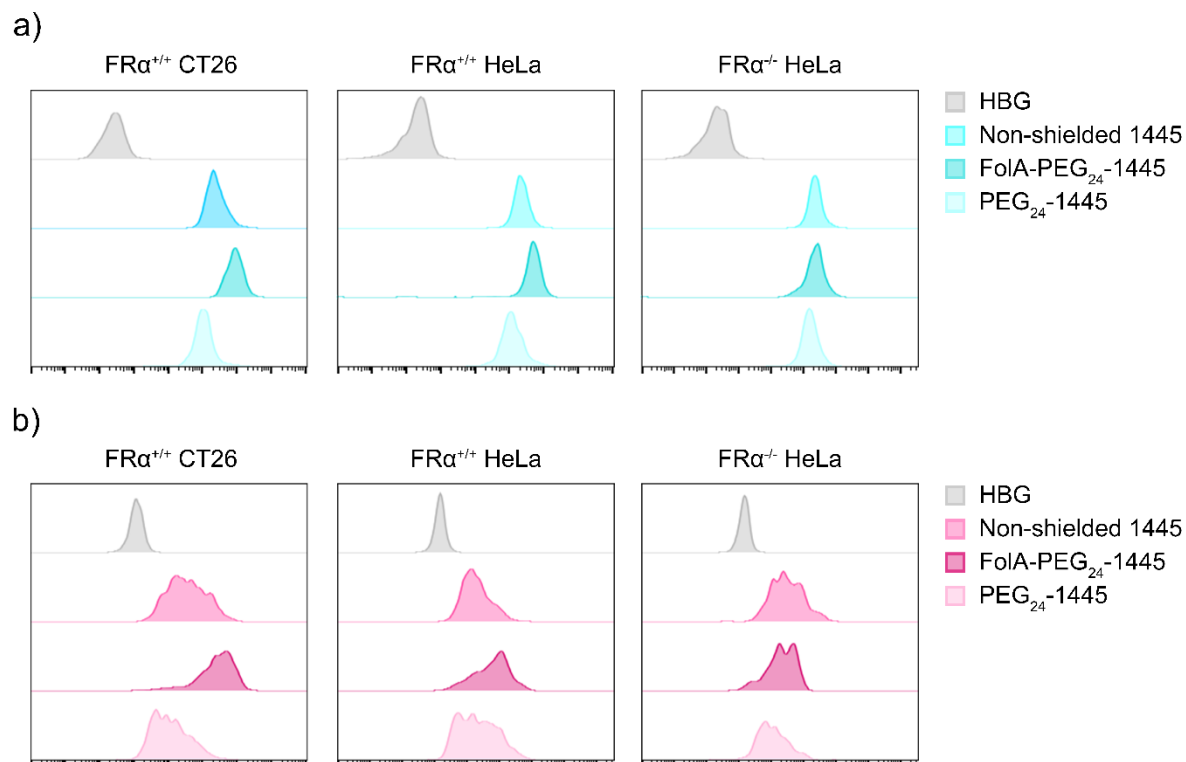 a)
FRα+/+ CT26
FRα+/+ HeLa
FRα-/- HeLa
HBG
Non-shielded 1445
FolA-PEG24-1445
PEG24-1445
b)
FRα+/+ CT26
FRα+/+ HeLa
FRα-/- HeLa
HBG
Non-shielded 1445
FolA-PEG24-1445
PEG24-1445